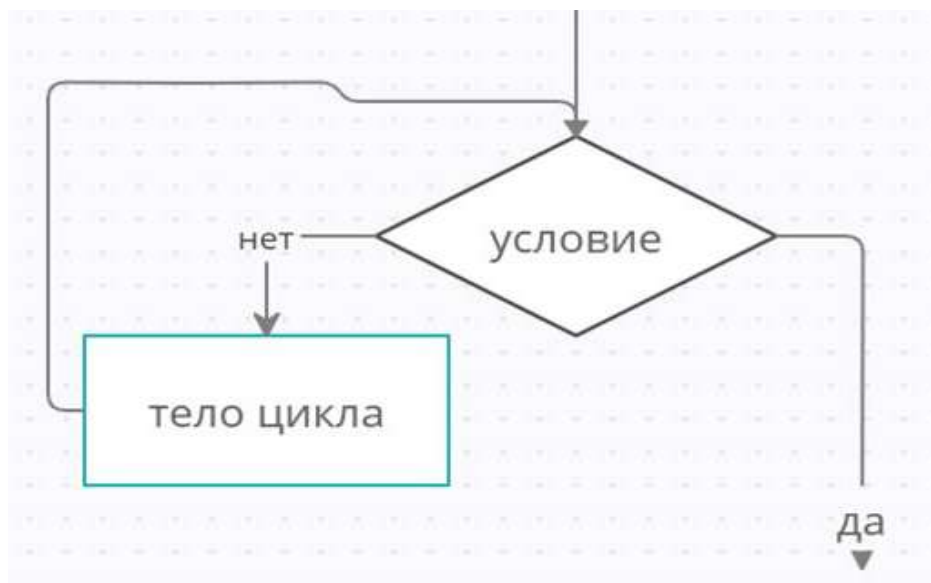 нет
условие
тело цикла
да